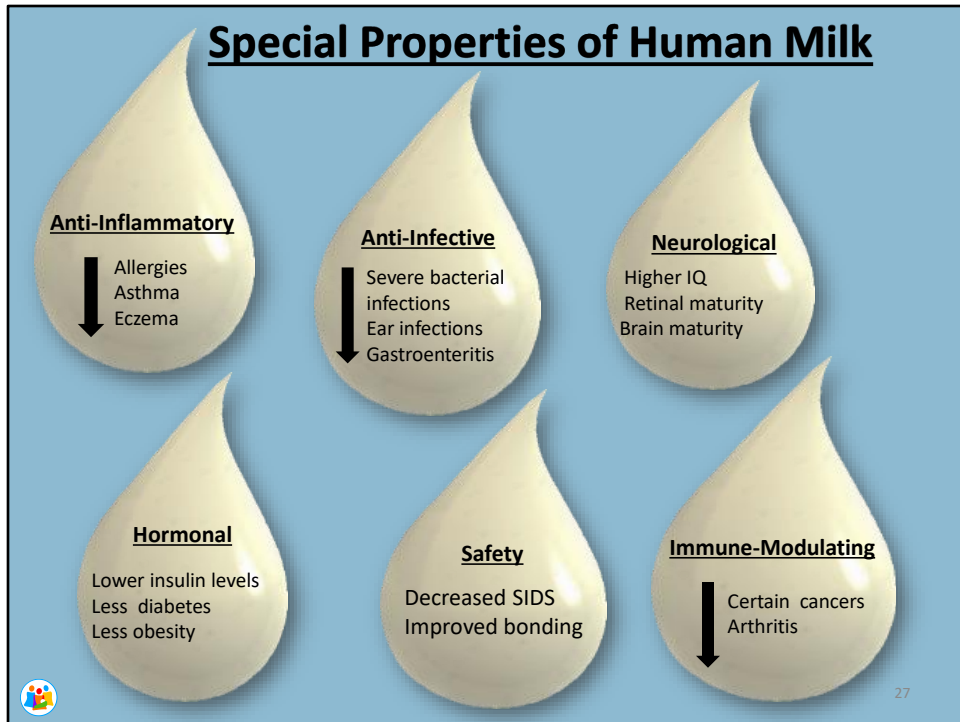 Special Properties of Human Milk
Anti-Inflammatory
Allergies
Asthma
Eczema
Anti-Infective
Severe bacterial
infections
Ear infections
Gastroenteritis
Neurological
Higher IQ
Retinal maturity
Brain maturity
Hormonal
Lower insulin levels
Less diabetes
Less obesity
Safety
Decreased SIDS
Improved bonding
Immune-Modulating
Certain cancers
Arthritis
27